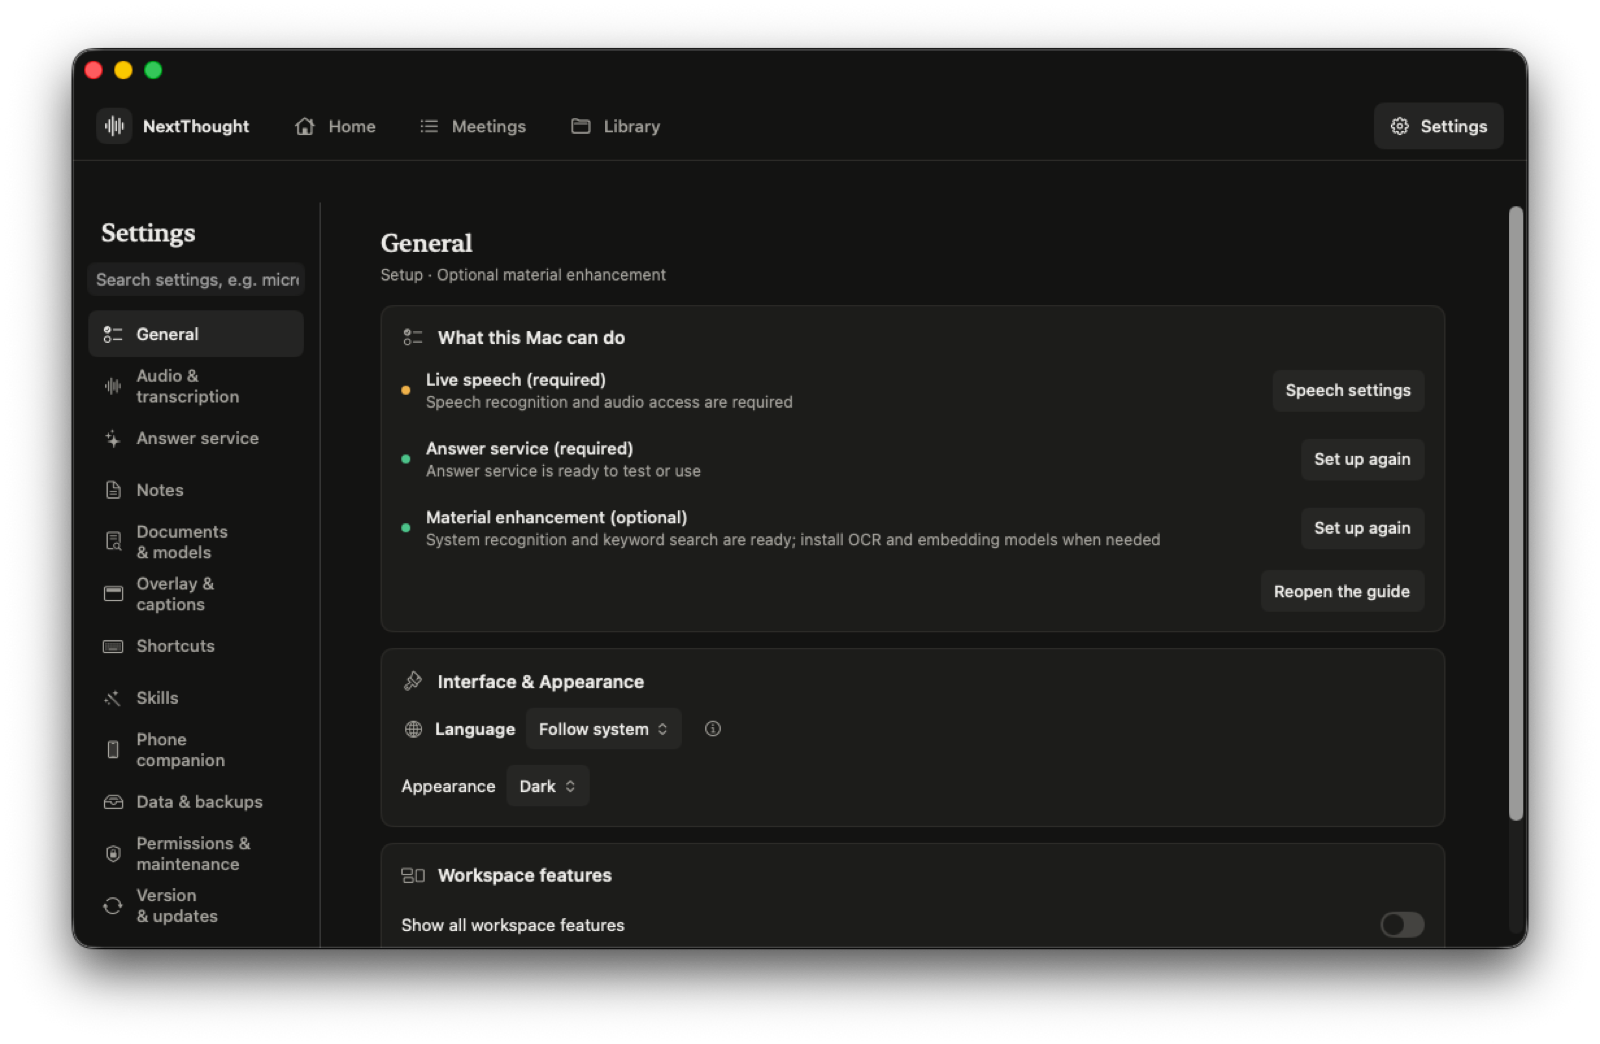 NextThought
Home
Meetings
Library
Settings
Settings
Search settings, e.g. micr
General
Audio &
transcription
Answer service
Notes
Documents
& models
Overlay &
captions
Shortcuts
Skills
Phone
companion
Data & backups
Permissions &
maintenance
Version
& updates
General
Setup · Optional material enhancement
What this Mac can do
Live speech (required)
Speech recognition and audio access are required
Speech settings
Answer service (required)
Answer service is ready to test or use
Set up again
Material enhancement (optional)
System recognition and keyword search are ready; install OCR and embedding models when needed
Set up again
Reopen the guide
Interface & Appearance
Language
Follow system
Appearance
Dark
Workspace features
Show all workspace features